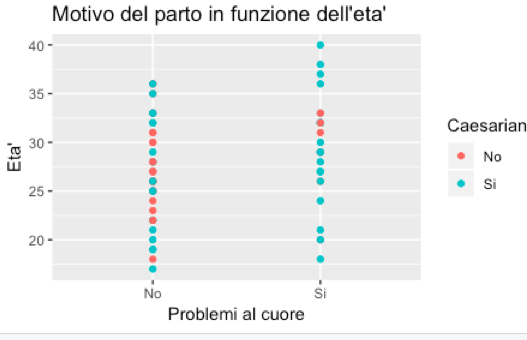 Motivo del parto in funzione dell'eta'
40
35
30
25
20
Eta'
No
Si
Problemi al cuore
Caesarian
No
Si